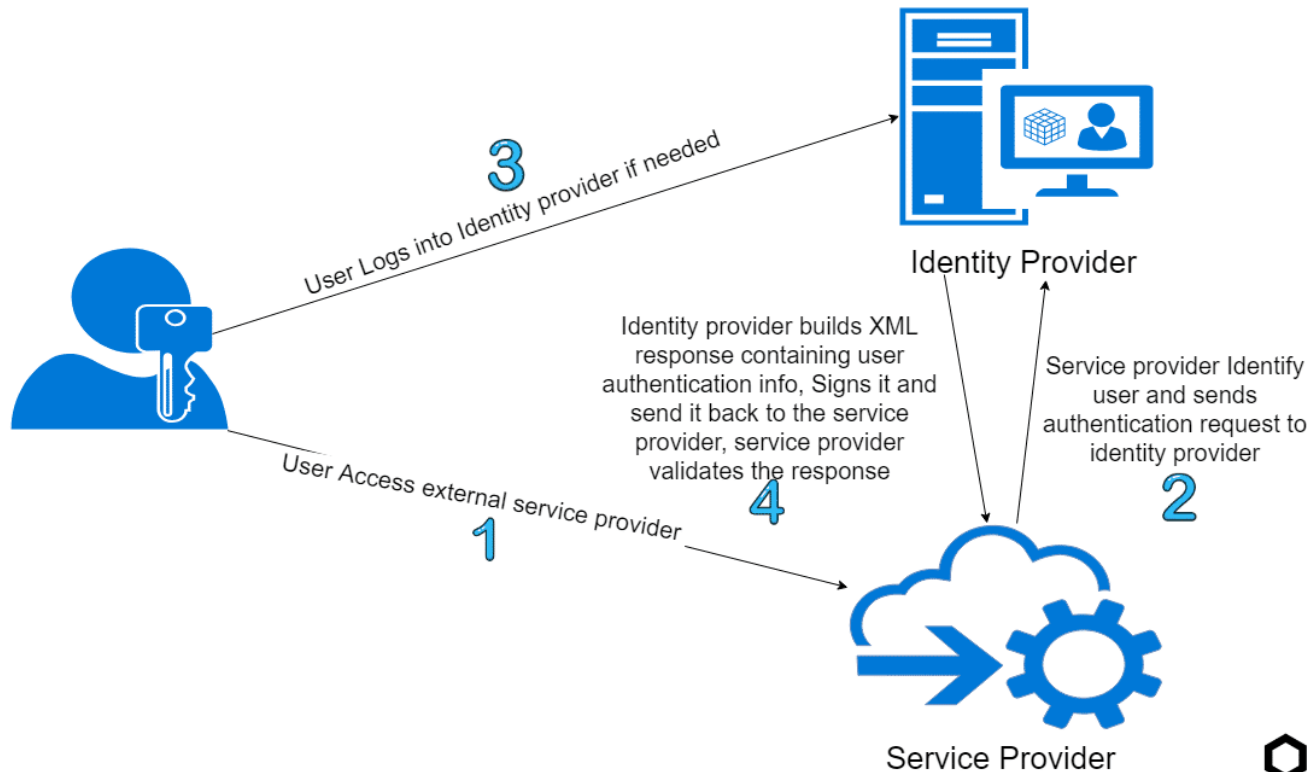 3
User Logs into Identity provider if needed
Identity Provider
Identity provider builds XML
response containing user
authentication info, Signs it and
send it back to the service
provider, service provider
validates the response
4
Service provider Identify
user and sends
authentication request to
identity provider
2
User Access external service provider
1
Service Provider